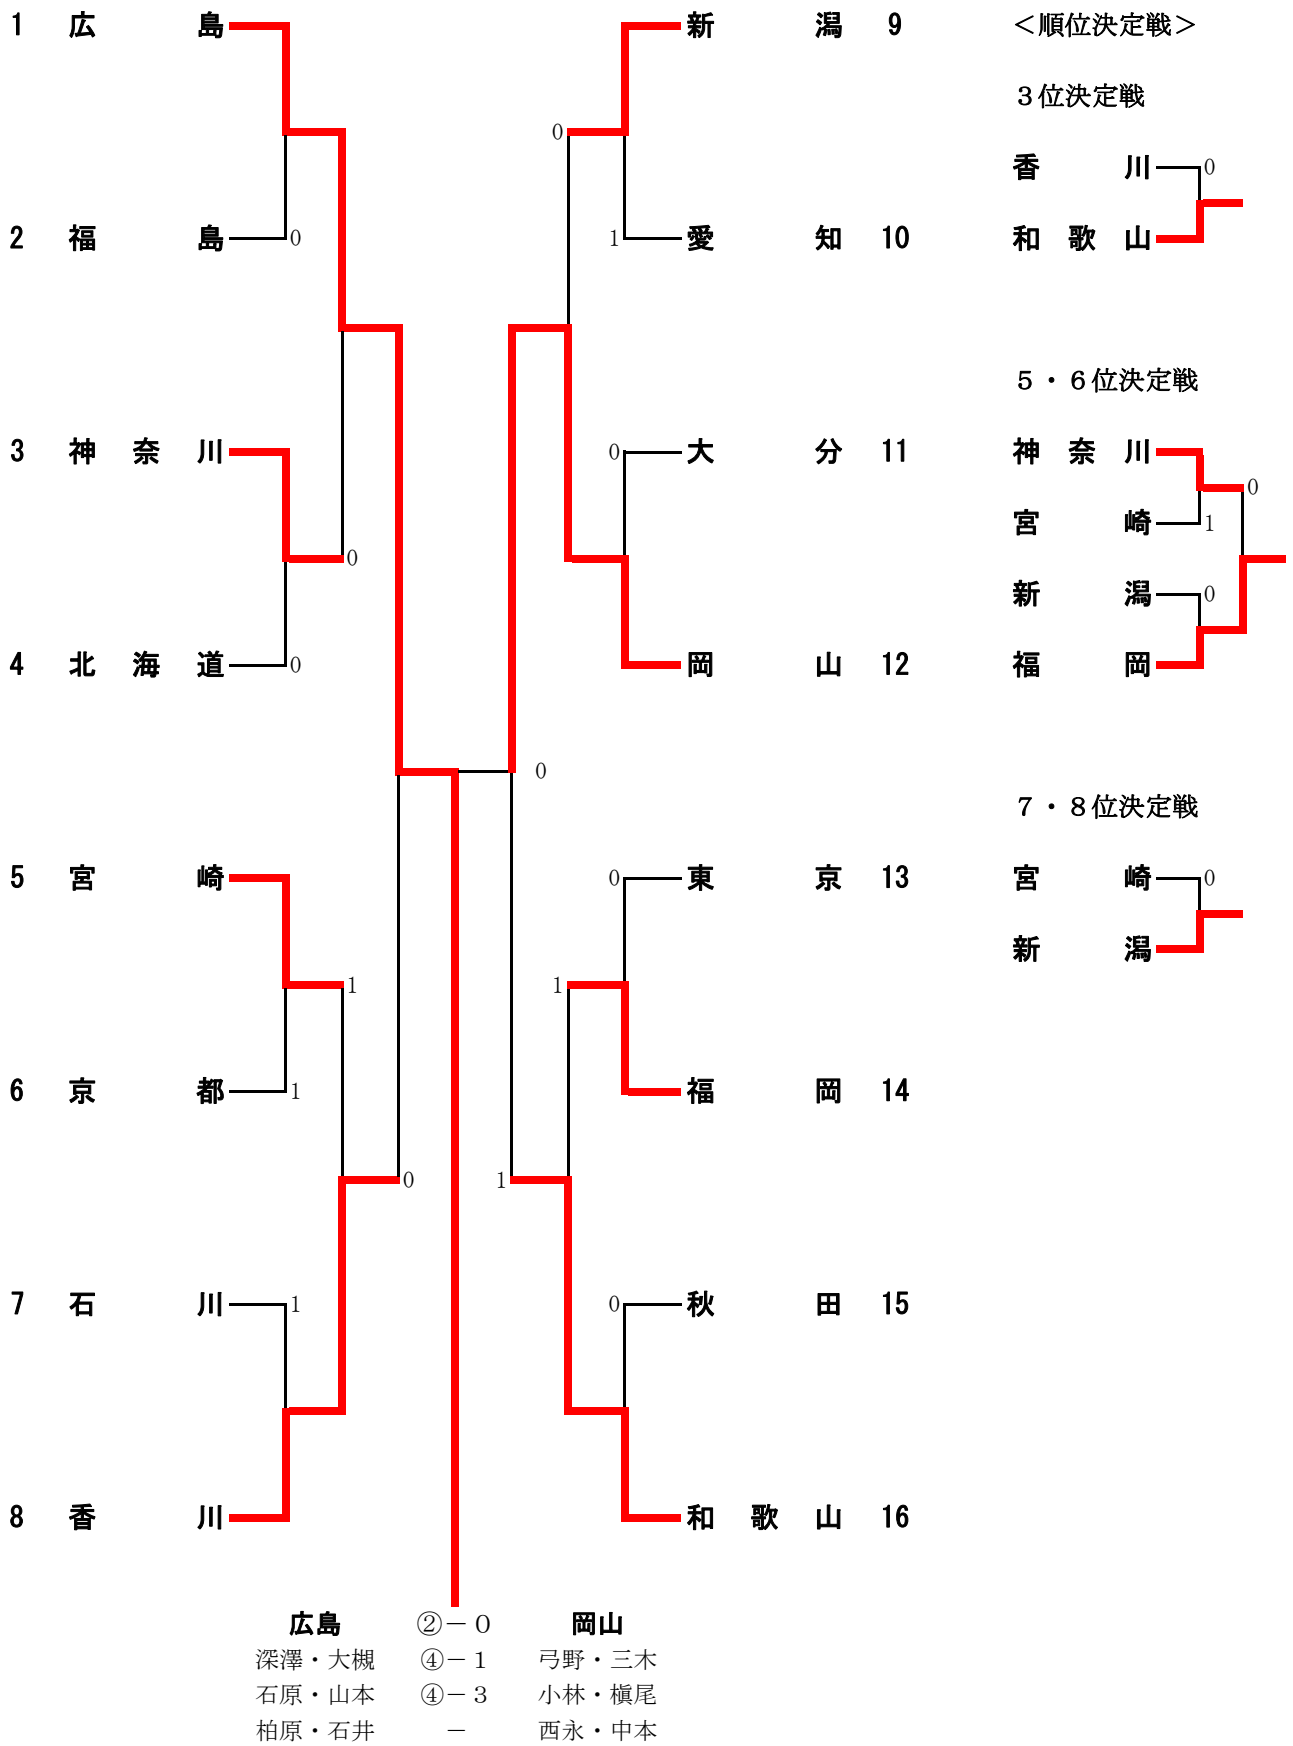 1 広島
0
2 福島
3 神奈川
0
4 北海道
0
5 宮崎
1
6 京都
1
7 石川
1
0
8 香川
新潟 9
0
愛知 10
1
大分 11
0
岡山 12
0
東京 13
0
1
福岡 14
1
秋田 15
0
和歌山 16
＜順位決定戦＞
３位決定戦
香川 0
和歌山
５・６位決定戦
神奈川
0
宮崎 1
新潟 0
福岡
７・８位決定戦
宮崎 0
新潟
広島 ②－０ 岡山
深澤・大槻 ④－１ 弓野・三木
石原・山本 ④－３ 小林・槇尾
柏原・石井 － 西永・中本